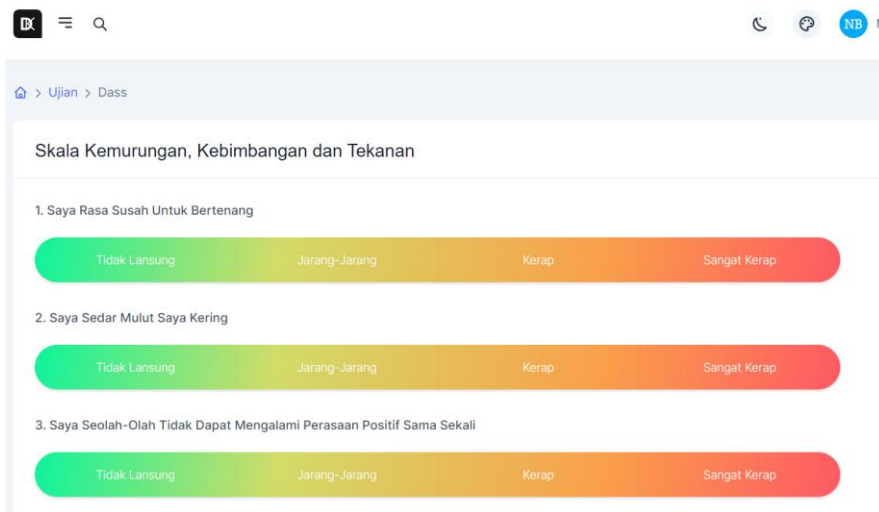 DK
NB
Ujian > Dass
Skala Kemurungan, Kebimbangan dan Tekanan
1. Saya Rasa Susah Untuk Bertenang
Tidak Lansung Jarang-Jarang Kerap Sangat Kerap
2. Saya Sedar Mulut Saya Kering
Tidak Lansung Jarang-Jarang Kerap Sangat Kerap
3. Saya Seolah-Olah Tidak Dapat Mengalami Perasaan Positif Sama Sekali
Tidak Lansung Jarang-Jarang Kerap Sangat Kerap